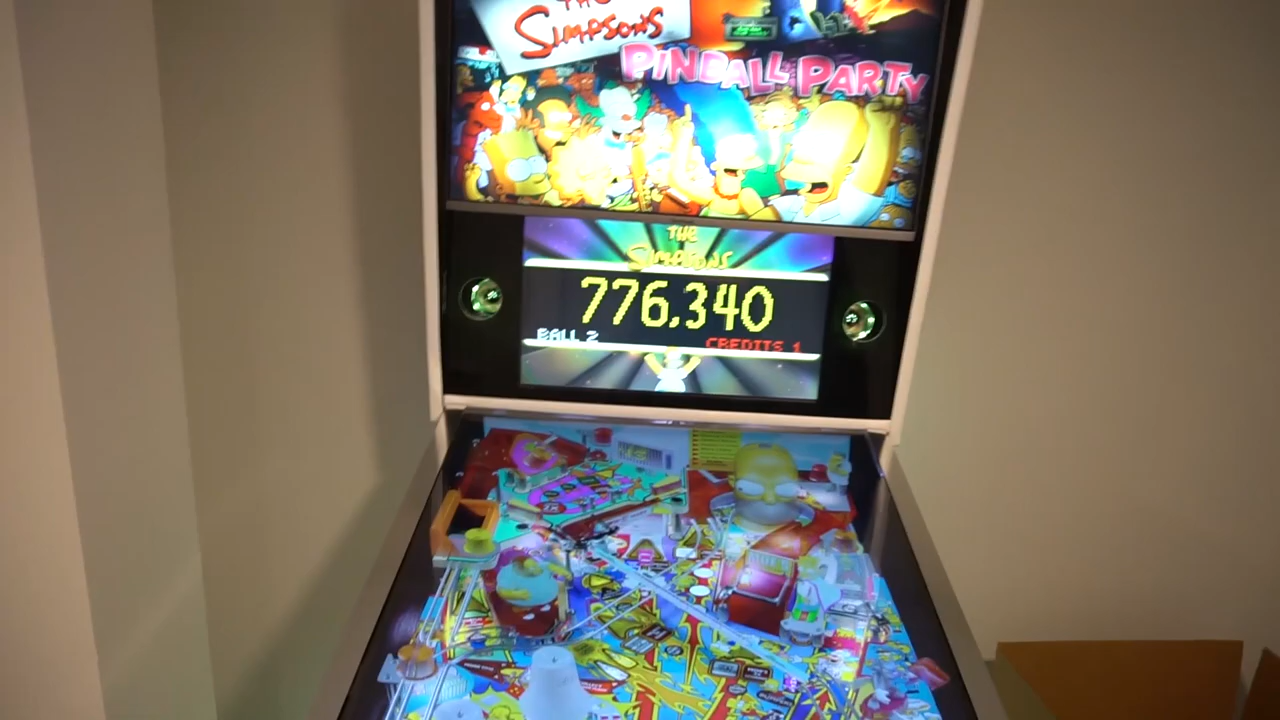 THE
SIMPSONS
PINBALL PARTY
THE
SIMPSONS
776,340
BALL 2
CREDITS 1